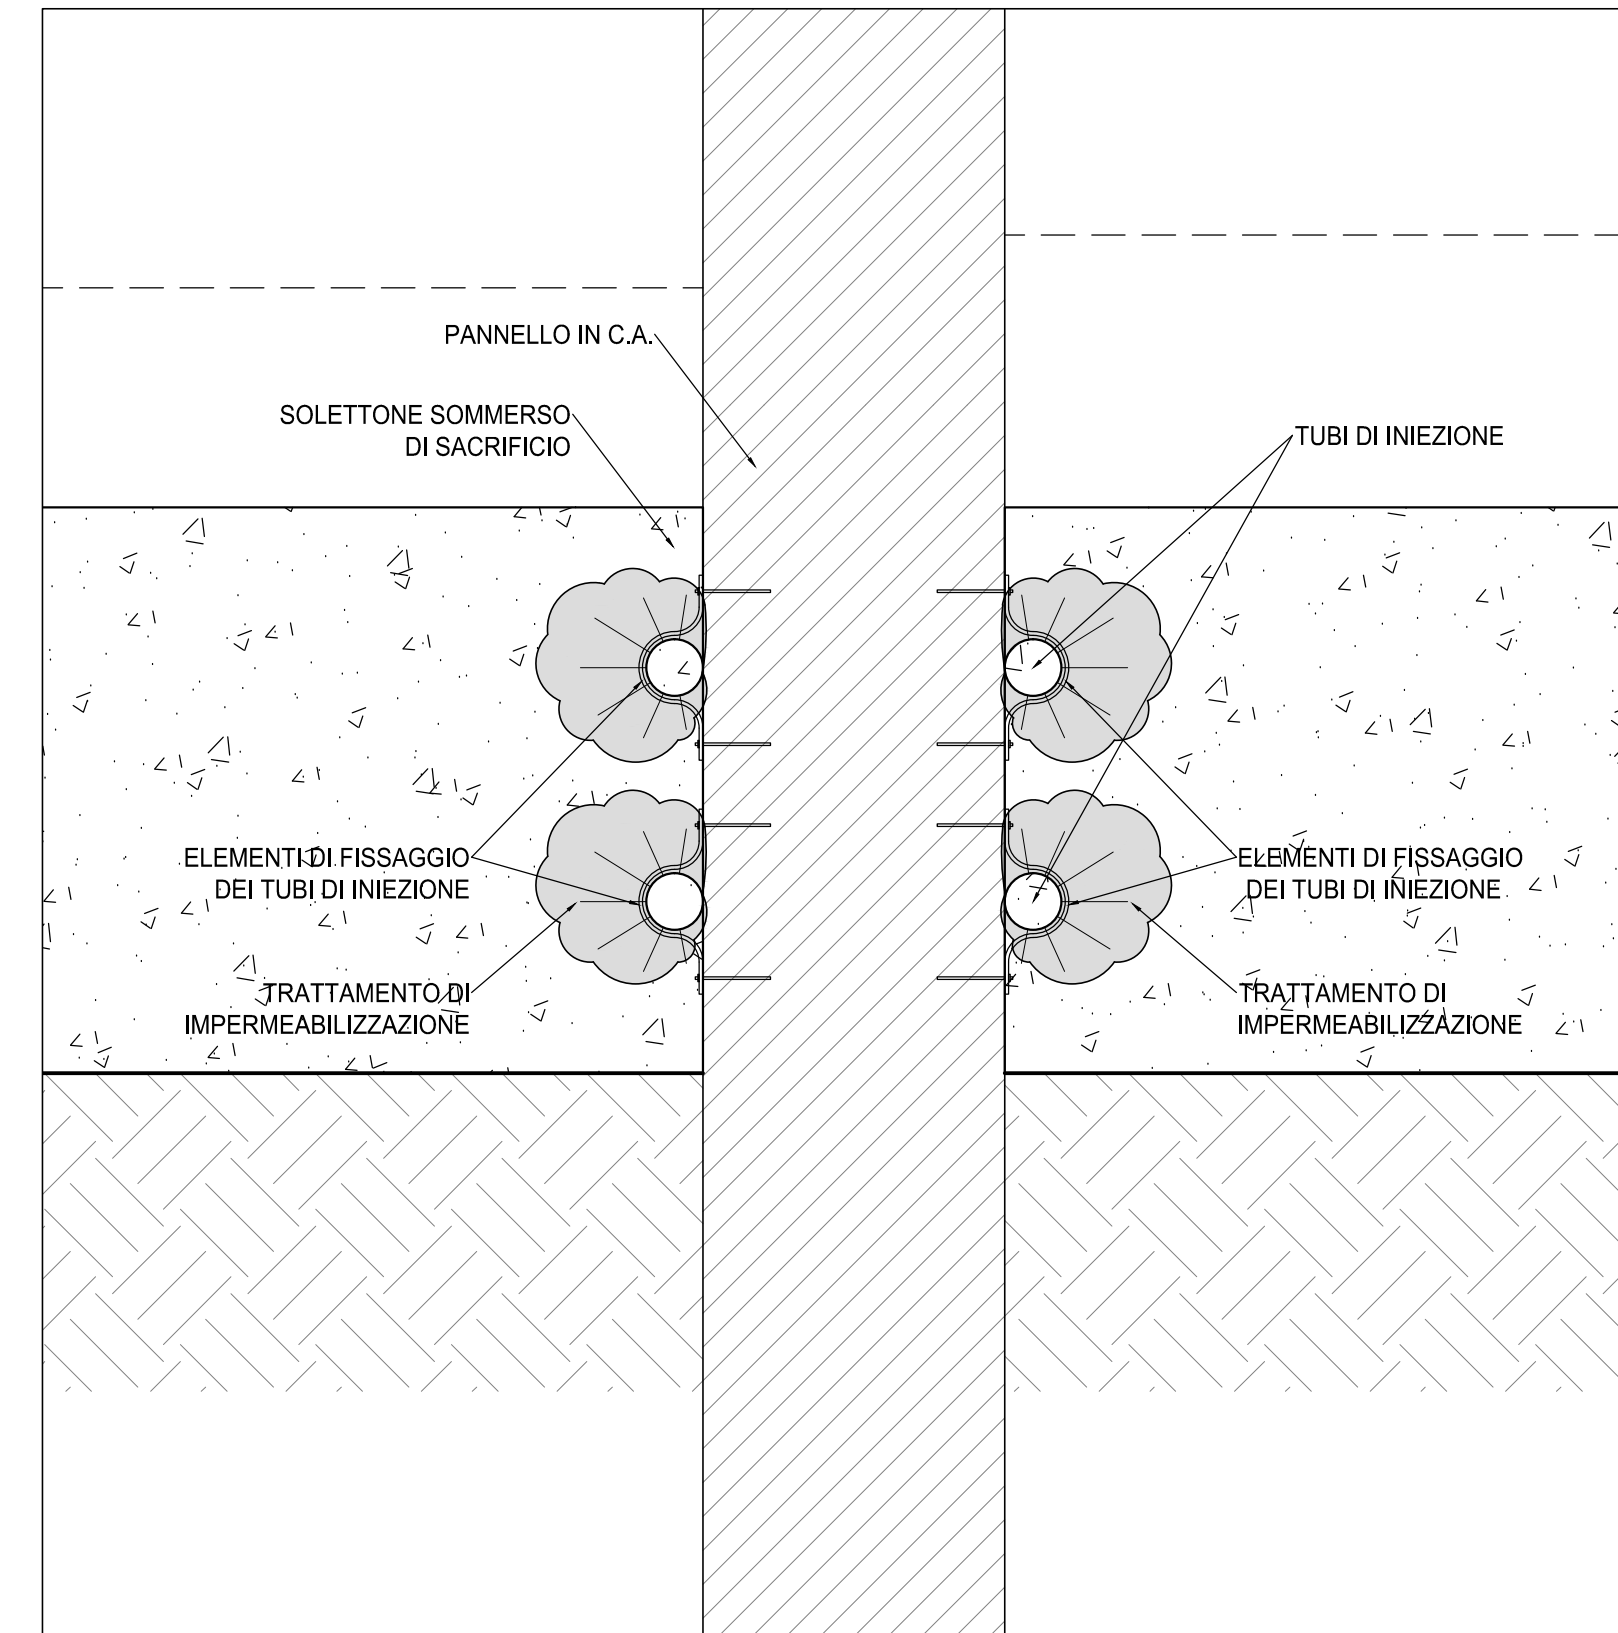 PANNELLO IN C.A.
SOLETTONE SOMMERSO
DI SACRIFICIO
TUBI DI INIEZIONE
ELEMENTI DI FISSAGGIO
DEI TUBI DI INIEZIONE
ELEMENTI DI FISSAGGIO
DEI TUBI DI INIEZIONE
TRATTAMENTO DI
IMPERMEABILIZZAZIONE
TRATTAMENTO DI
IMPERMEABILIZZAZIONE